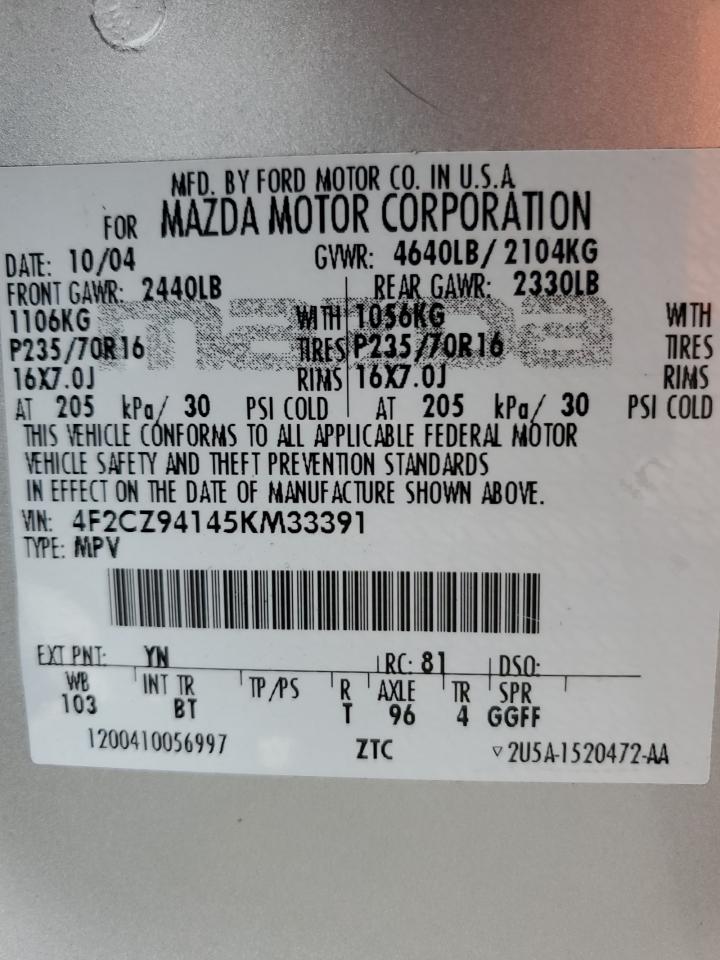 MFD. BY FORD MOTOR CO. IN U.S.A
FOR MAZDA MOTOR CORPORATION
DATE: 10/04 GVWR: 4640LB/ 2104KG
FRONT GAWR: 2440LB REAR GAWR: 2330LB
mazda
1106KG WITH 1056KG WITH
P235/70R16 TIRES P235/70R16 TIRES
16X7.0J RIMS 16X7.0J RIMS
AT 205 kPa/ 30 PSI COLD AT 205 kPa/ 30 PSI COLD
THIS VEHICLE CONFORMS TO ALL APPLICABLE FEDERAL MOTOR
VEHICLE SAFETY AND THEFT PREVENTION STANDARDS
IN EFFECT ON THE DATE OF MANUFACTURE SHOWN ABOVE.
VIN: 4F2CZ94145KM33391
TYPE: MPV
EXT PNT: YN RC: 81 DSO:
WB INT TR TP/PS R AXLE TR SPR
103 BT T 96 4 GGFF
1200410056997 ZTC ▿2U5A-1520472-AA